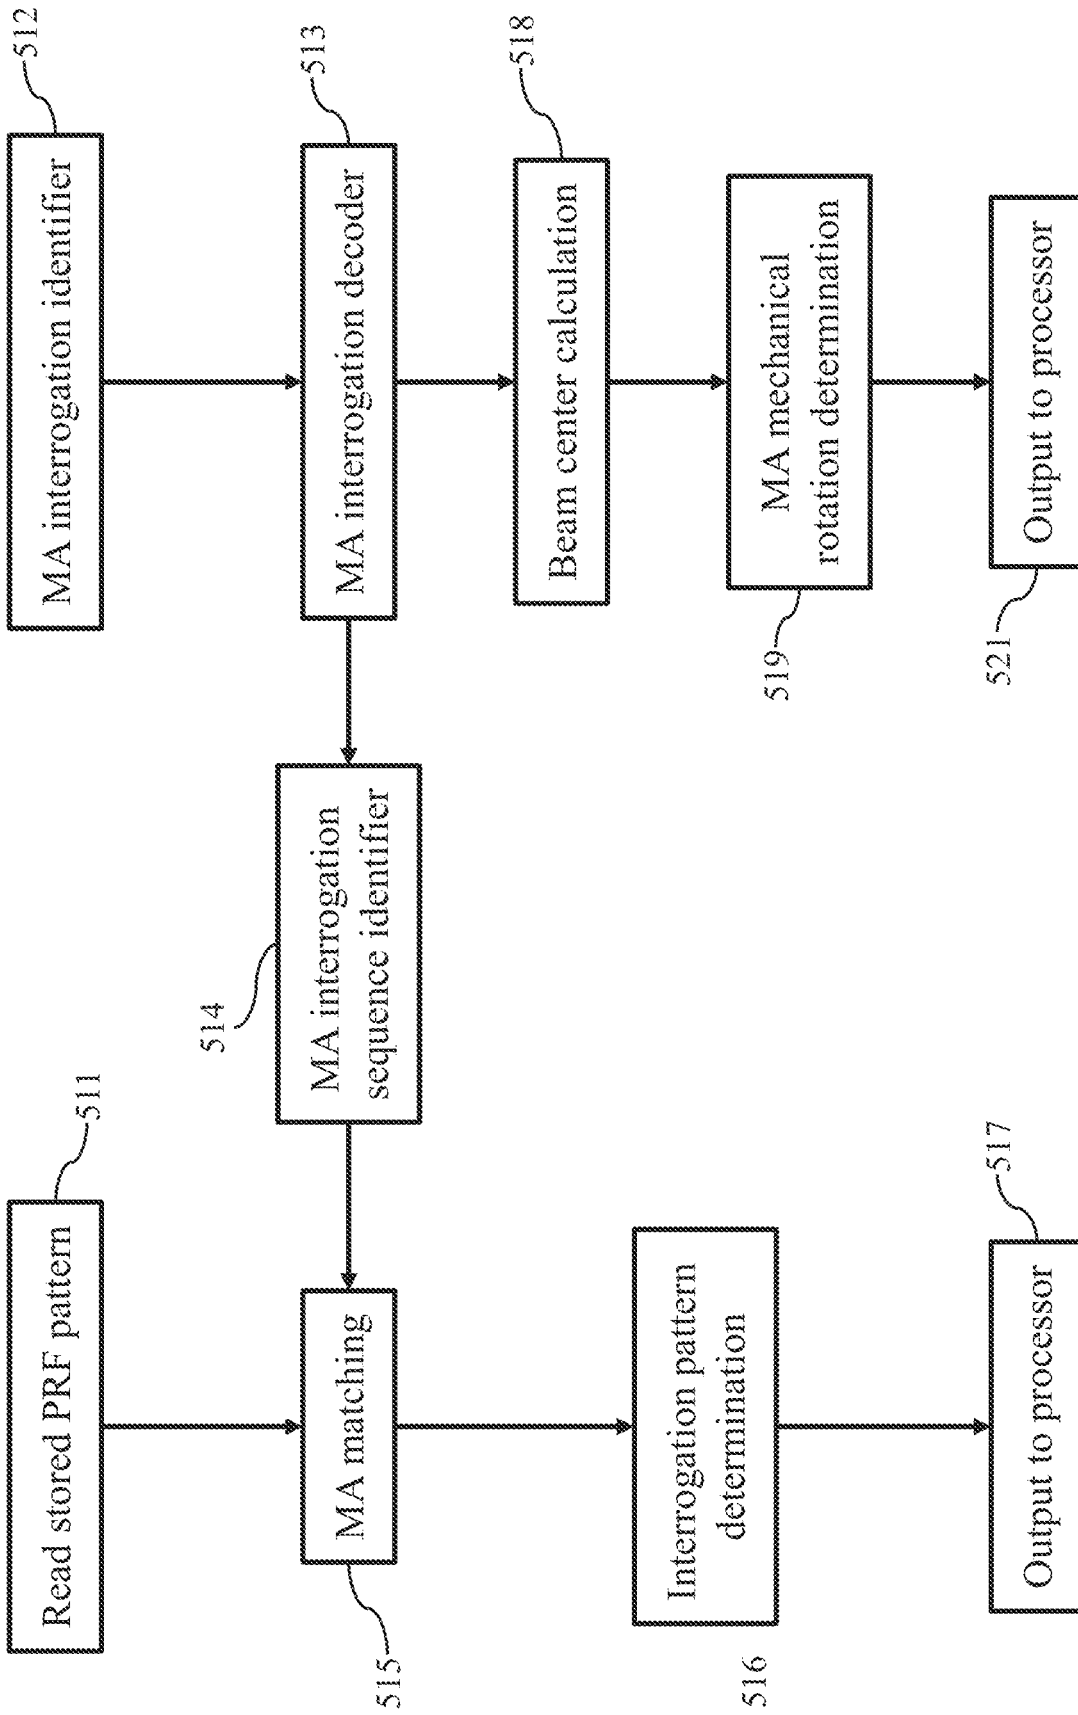 Read stored PRF pattern
511
MA interrogation identifier
512
MA matching
515
MA interrogation
sequence identifier
514
MA interrogation decoder
513
Beam center calculation
518
Interrogation pattern
determination
516
MA mechanical
rotation determination
519
Output to processor
517
Output to processor
521